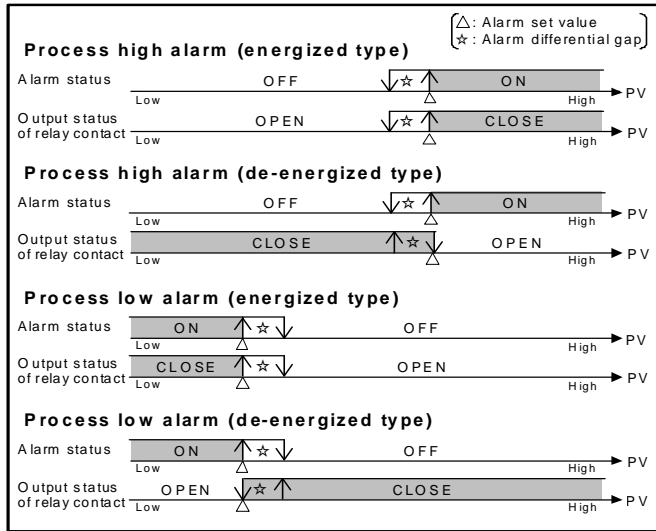 △: Alarm set value
☆: Alarm differential gap
Process high alarm (energized type)
Alarm status OFF ☆ ON PV
Low △ High
Output status of relay contact OPEN ☆ CLOSE PV
Low △ High
Process high alarm (de-energized type)
Alarm status OFF ☆ ON PV
Low △ High
Output status of relay contact CLOSE ☆ OPEN PV
Low △ High
Process low alarm (energized type)
Alarm status ON ☆ OFF PV
Low △ High
Output status of relay contact CLOSE ☆ OPEN PV
Low △ High
Process low alarm (de-energized type)
Alarm status ON ☆ OFF PV
Low △ High
Output status of relay contact OPEN ☆ CLOSE PV
Low △ High